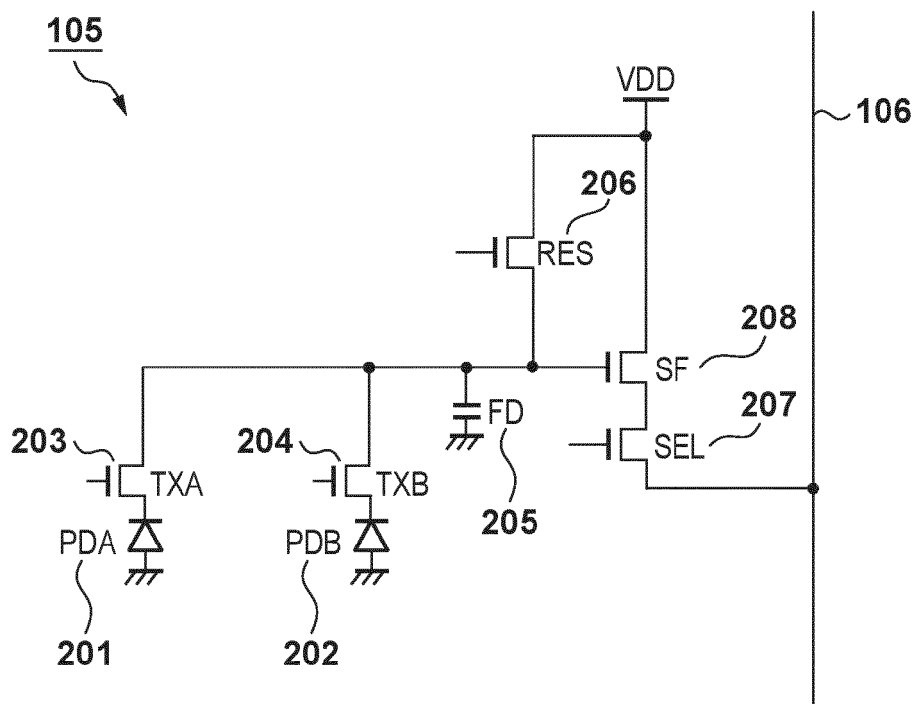 105
VDD
106
206
RES
208
SF
207
SEL
FD
205
203
TXA
204
TXB
PDA
PDB
201
202